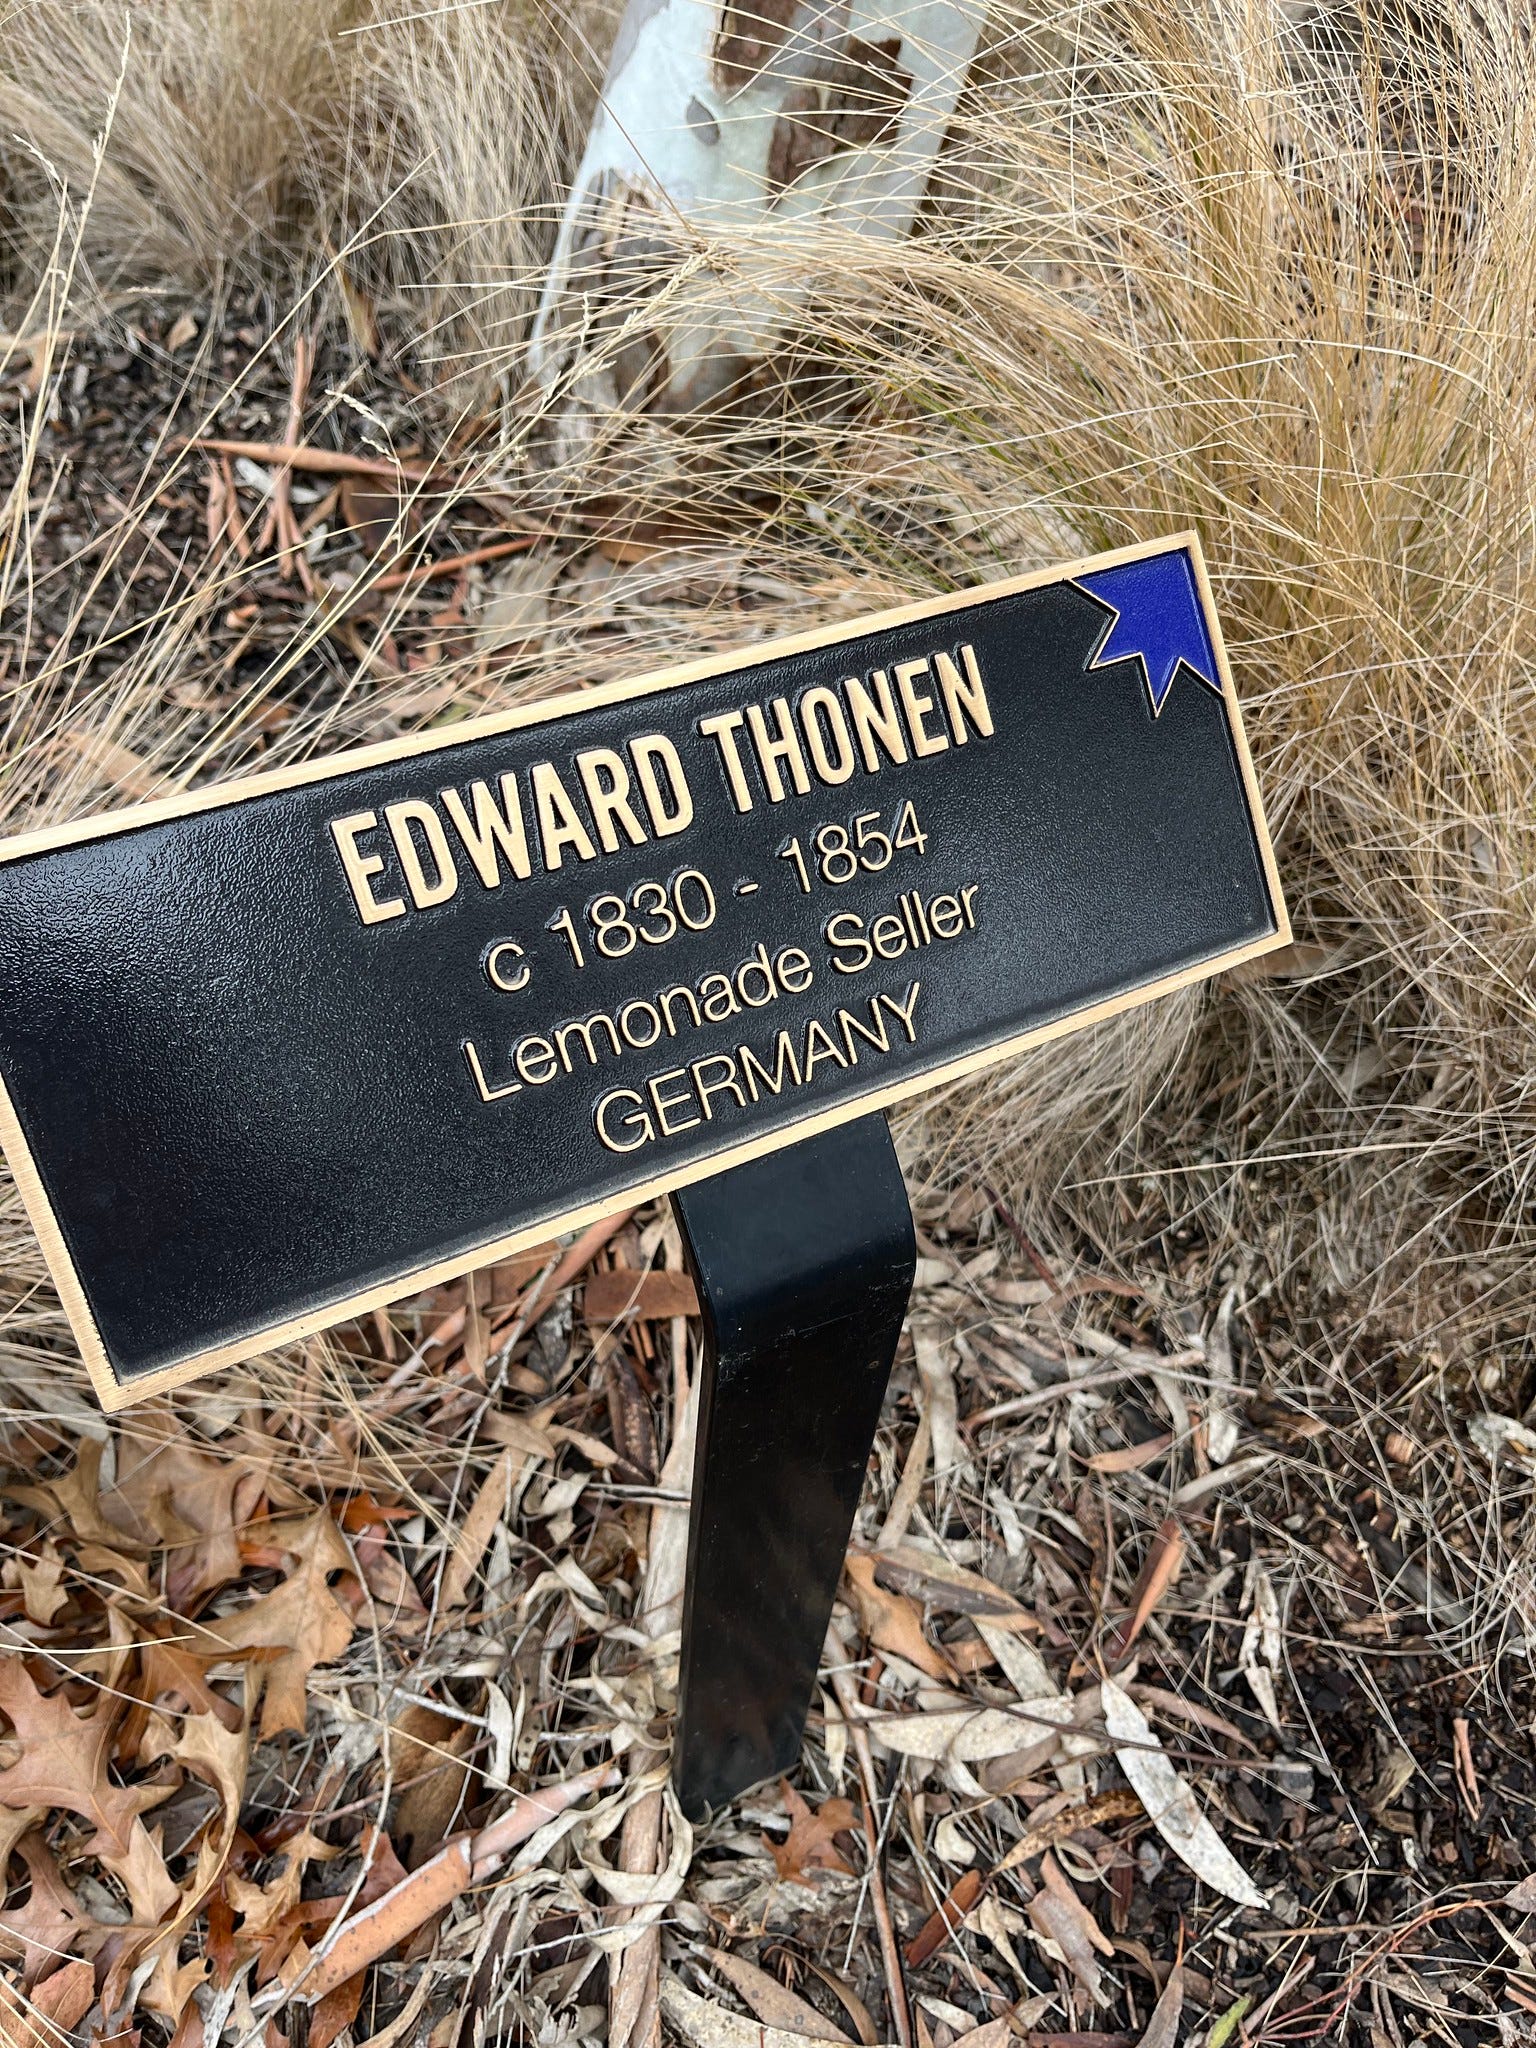 EDWARD THONEN
c 1830 - 1854
Lemonade Seller
GERMANY